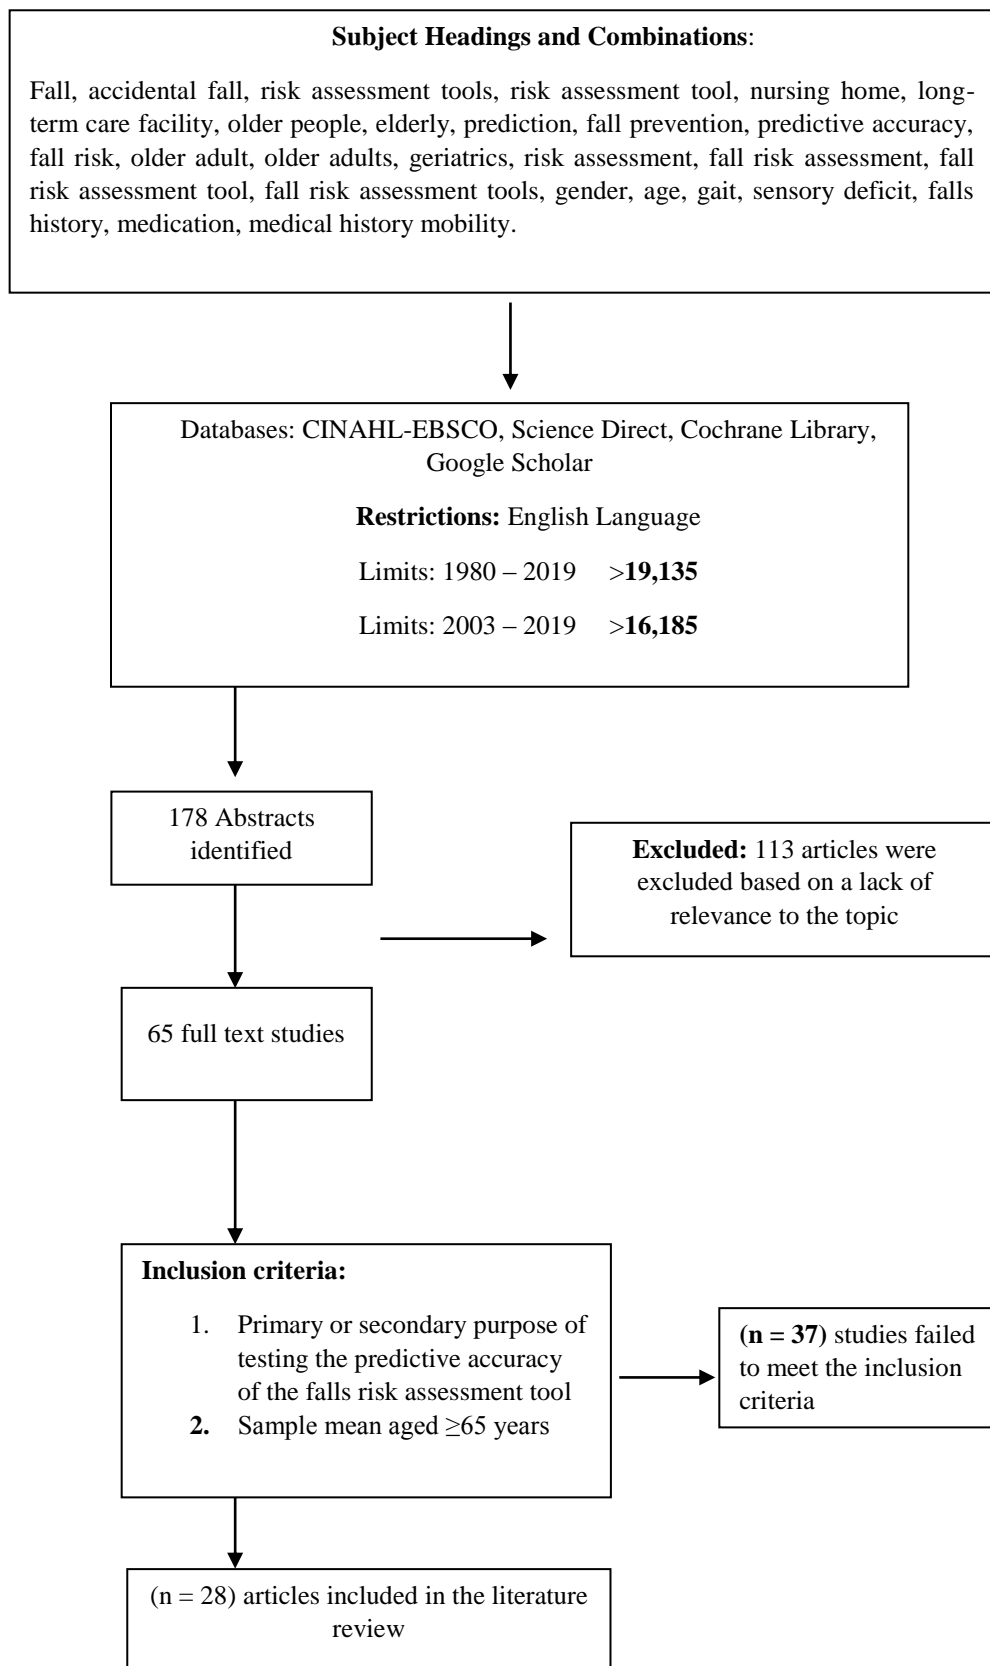 Subject Headings and Combinations:
Fall, accidental fall, risk assessment tools, risk assessment tool, nursing home, long-
term care facility, older people, elderly, prediction, fall prevention, predictive accuracy,
fall risk, older adult, older adults, geriatrics, risk assessment, fall risk assessment, fall
risk assessment tool, fall risk assessment tools, gender, age, gait, sensory deficit, falls
history, medication, medical history mobility.
Databases: CINAHL-EBSCO, Science Direct, Cochrane Library,
Google Scholar
Restrictions: English Language
Limits: 1980 – 2019 >19,135
Limits: 2003 – 2019 >16,185
178 Abstracts
identified
Excluded: 113 articles were
excluded based on a lack of
relevance to the topic
65 full text studies
Inclusion criteria:
1. Primary or secondary purpose of
testing the predictive accuracy
of the falls risk assessment tool
2. Sample mean aged ≥65 years
(n = 37) studies failed
to meet the inclusion
criteria
(n = 28) articles included in the literature
review